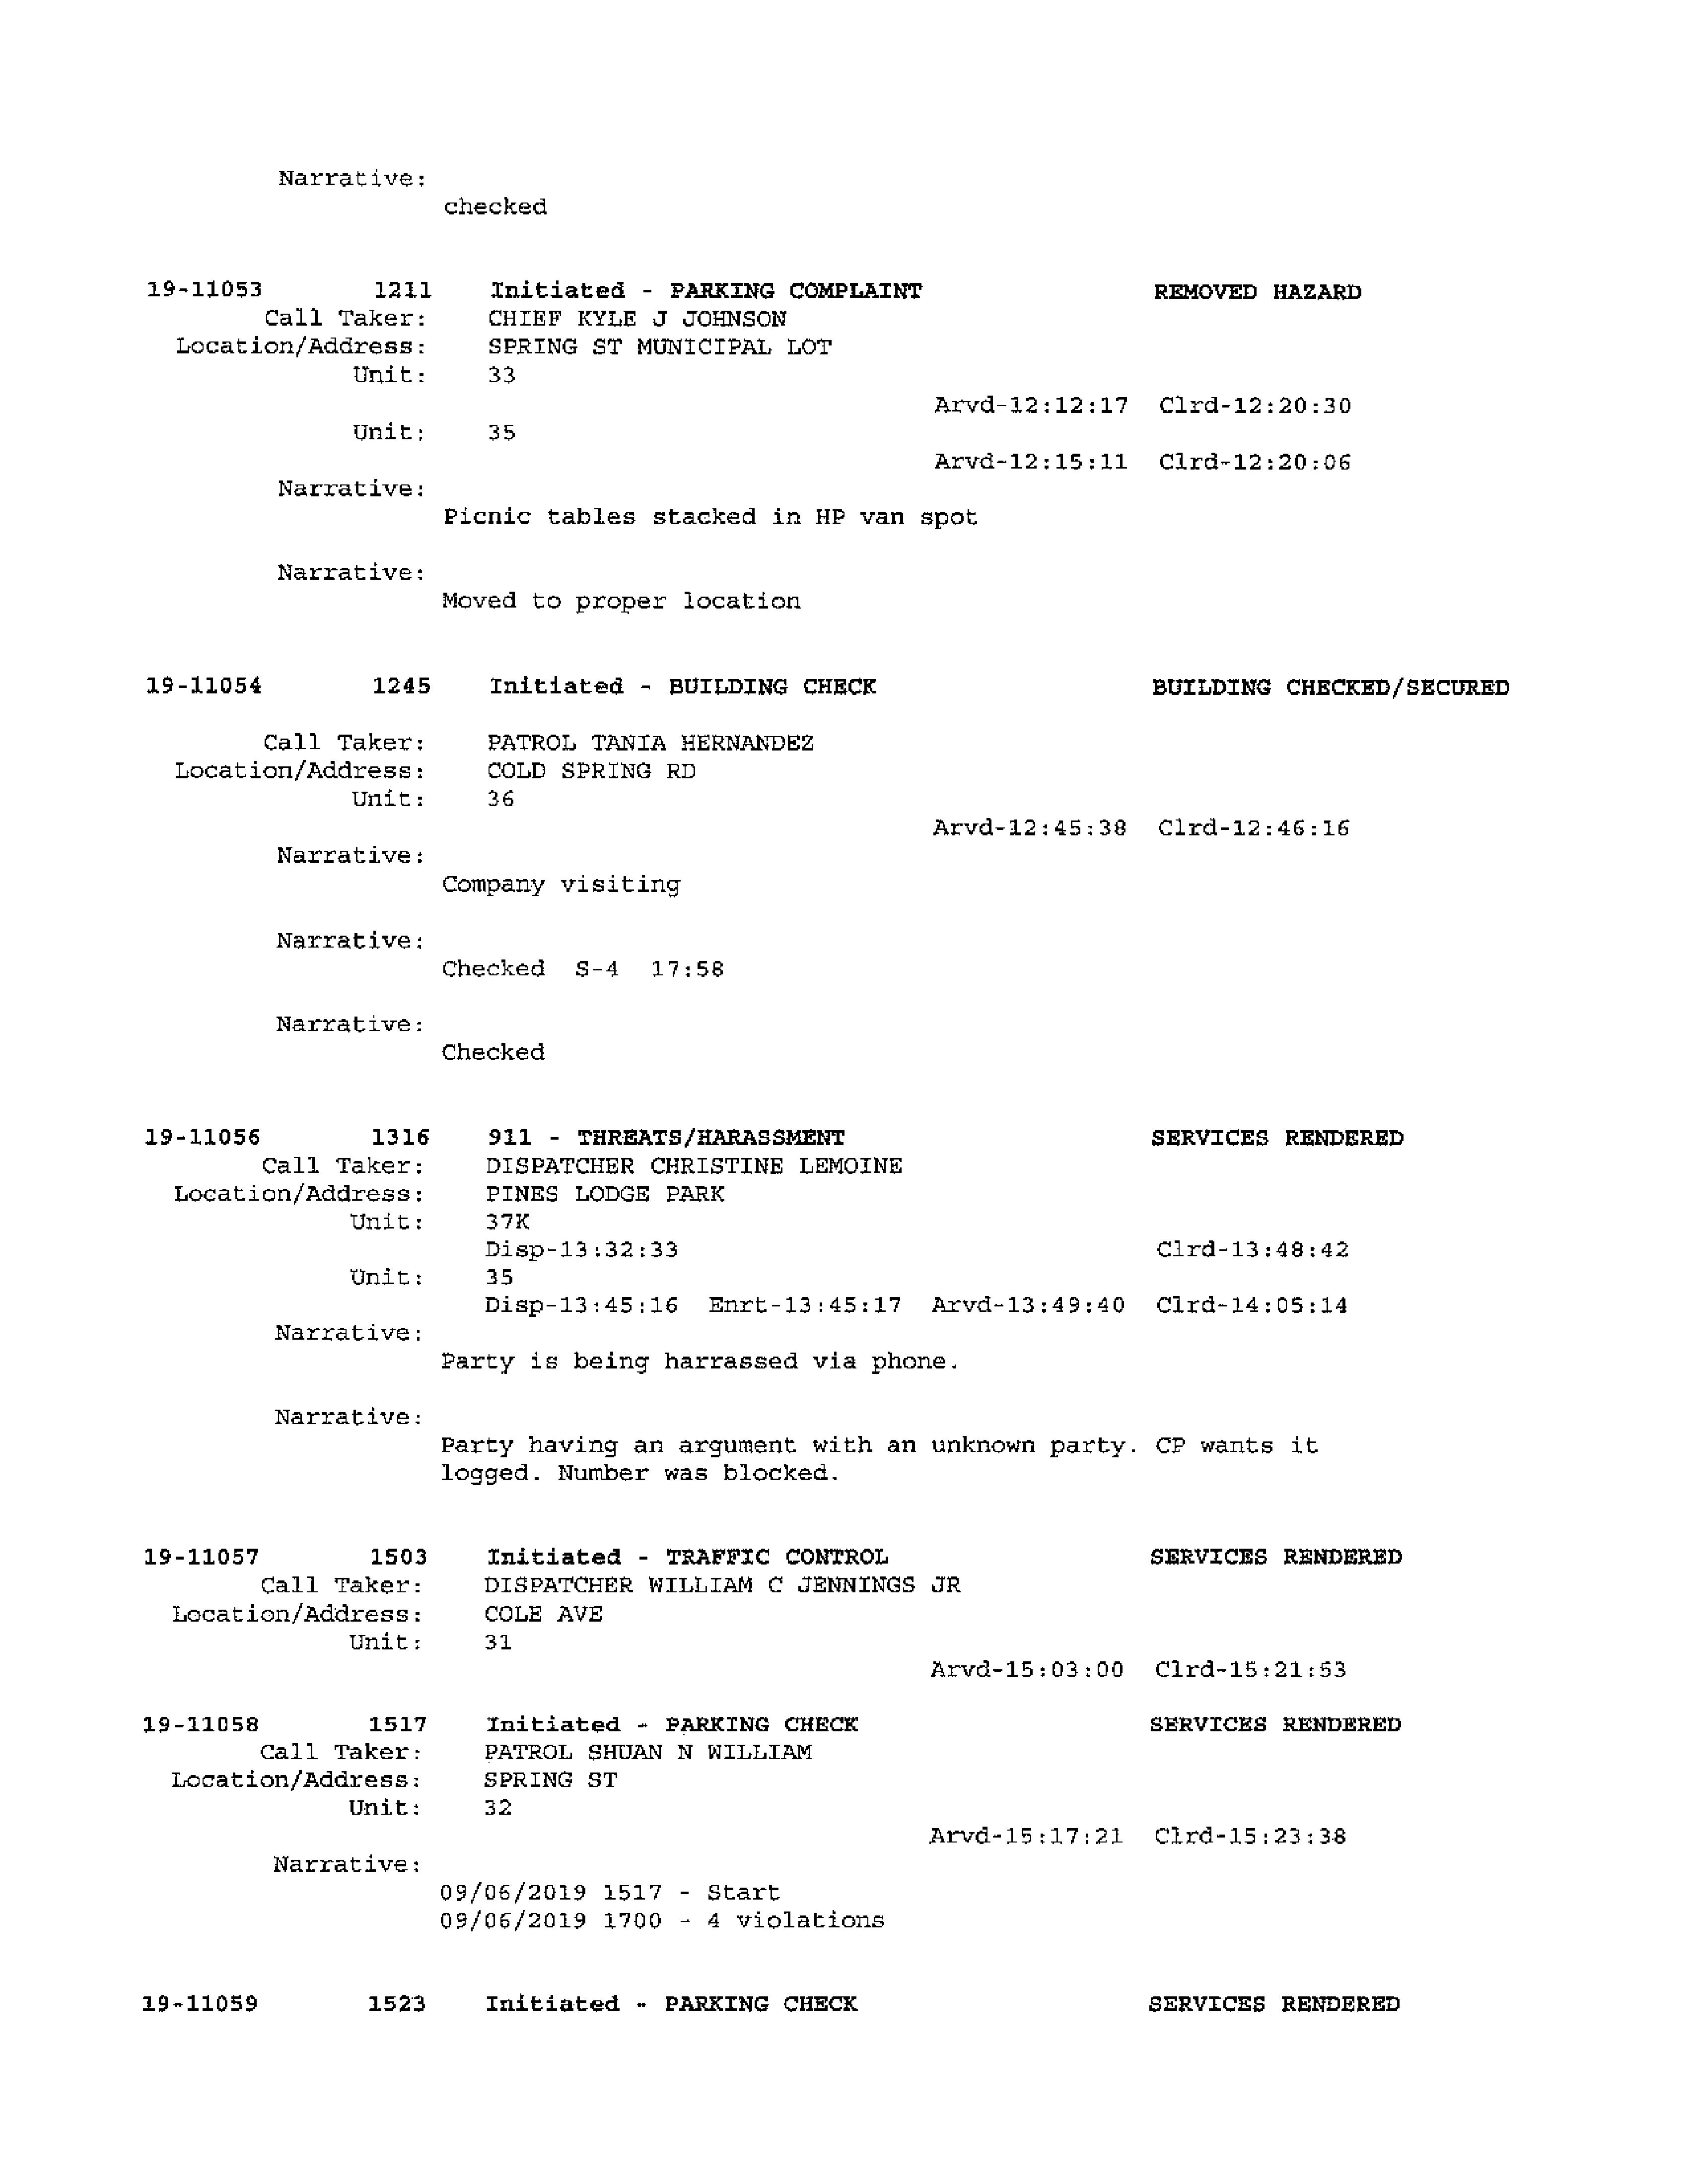 Narrative:
checked
19-11053 1211 Initiated - PARKING COMPLAINT REMOVED HAZARD
Call Taker: CHIEF KYLE J JOHNSON
Location/Address: SPRING ST MUNICIPAL LOT
Unit: 33
Arvd-12:12:17 Clrd-12:20:30
Unit: 35
Arvd-12:15:11 Clrd-12:20:06
Narrative:
Picnic tables stacked in HP van spot
Narrative:
Moved to proper location
19-11054 1245 Initiated - BUILDING CHECK BUILDING CHECKED/SECURED
Call Taker: PATROL TANIA HERNANDEZ
Location/Address: COLD SPRING RD
Unit: 36
Arvd-12:45:38 Clrd-12:46:16
Narrative:
Company visiting
Narrative:
Checked S-4 17:58
Narrative:
Checked
19-11056 1316 911 - THREATS/HARASSMENT SERVICES RENDERED
Call Taker: DISPATCHER CHRISTINE LEMOINE
Location/Address: PINES LODGE PARK
Unit: 37K
Disp-13:32:33 Clrd-13:48:42
Unit: 35
Disp-13:45:16 Enrt-13:45:17 Arvd-13:49:40 Clrd-14:05:14
Narrative:
Party is being harrassed via phone.
Narrative:
Party having an argument with an unknown party. CP wants it
logged. Number was blocked.
19-11057 1503 Initiated - TRAFFIC CONTROL SERVICES RENDERED
Call Taker: DISPATCHER WILLIAM C JENNINGS JR
Location/Address: COLE AVE
Unit: 31
Arvd-15:03:00 Clrd-15:21:53
19-11058 1517 Initiated - PARKING CHECK SERVICES RENDERED
Call Taker: PATROL SHUAN N WILLIAM
Location/Address: SPRING ST
Unit: 32
Arvd-15:17:21 Clrd-15:23:38
Narrative:
09/06/2019 1517 - Start
09/06/2019 1700 - 4 violations
19-11059 1523 Initiated - PARKING CHECK SERVICES RENDERED